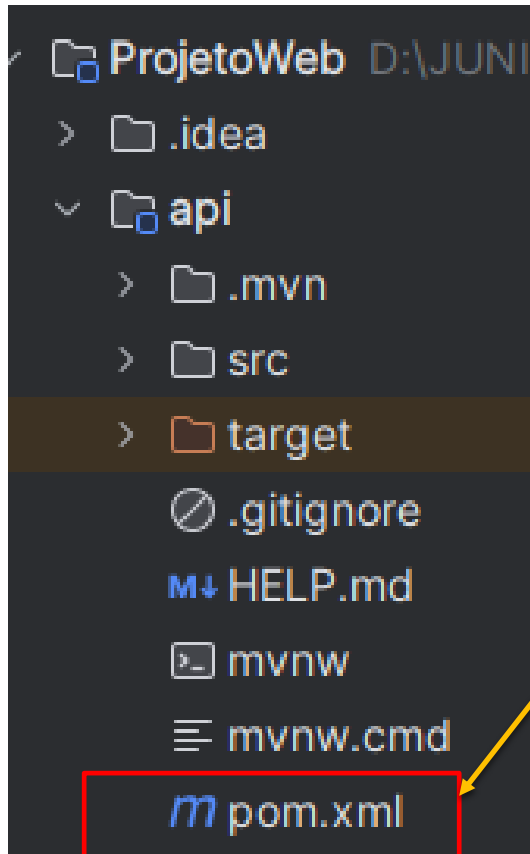 ProjetoWeb D:\JUNI
.idea
api
.mvn
src
target
.gitignore
M↓ HELP.md
mvnw
mvnw.cmd
m pom.xml